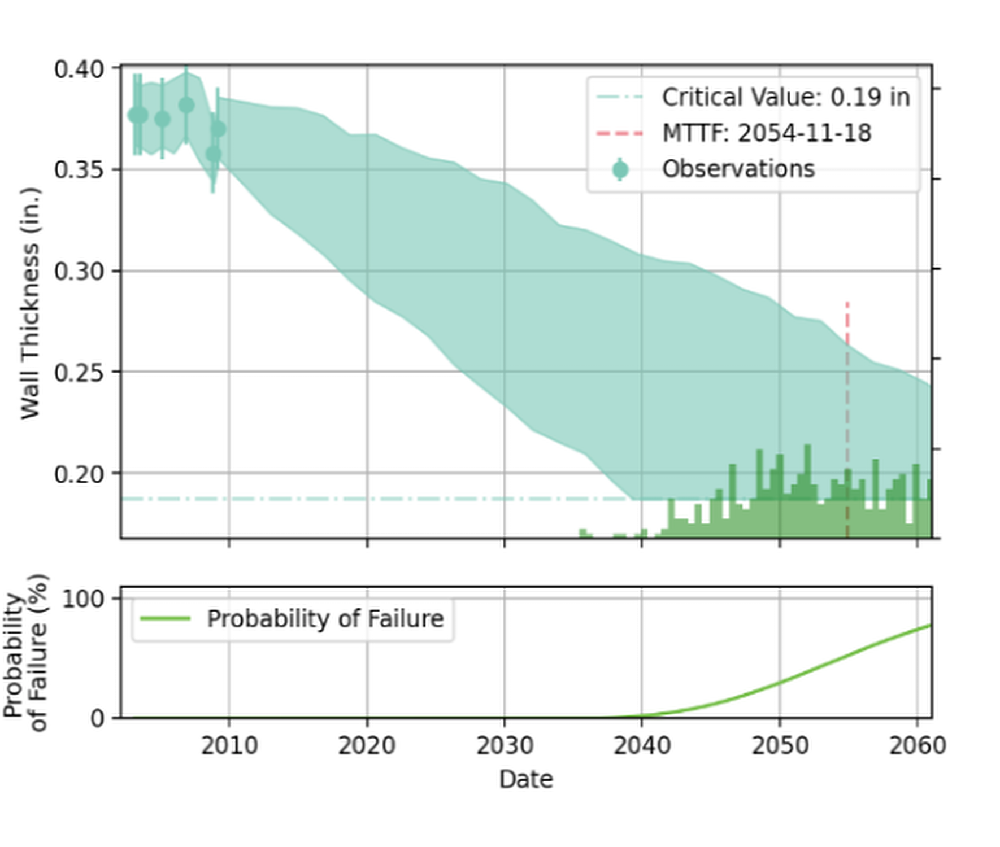 0.40
0.35
0.30
0.25
0.20
Wall Thickness (in.)
Critical Value: 0.19 in
MTTF: 2054-11-18
Observations
100
0
Probability
of Failure (%)
Probability of Failure
2010 2020 2030 2040 2050 2060
Date